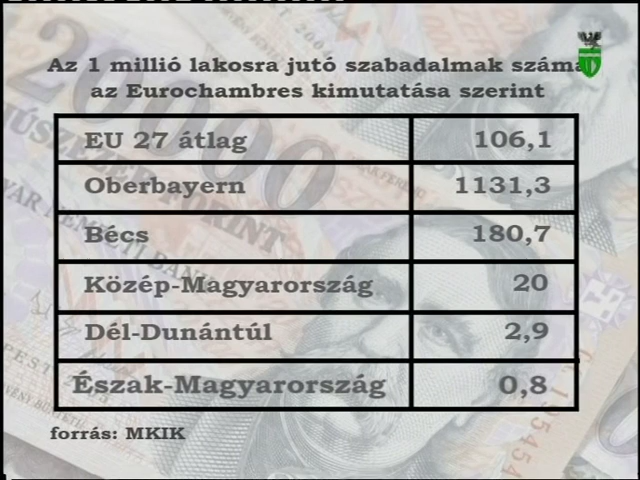 Az 1 millió lakosra jutó szabadalmak száma
az Eurochambres kimutatása szerint
EU 27 átlag 106,1
Oberbayern 1131,3
Bécs 180,7
Közép-Magyarország 20
Dél-Dunántúl 2,9
Észak-Magyarország 0,8
forrás: MKIK